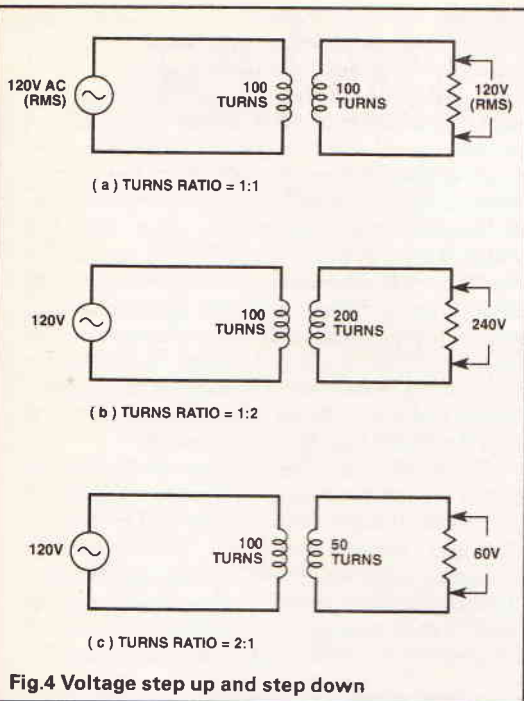 120V AC
(RMS)
100
TURNS
100
TURNS
120V
(RMS)
( a ) TURNS RATIO = 1:1
120V
100
TURNS
200
TURNS
240V
( b ) TURNS RATIO = 1:2
120V
100
TURNS
50
TURNS
60V
( c ) TURNS RATIO = 2:1
Fig.4 Voltage step up and step down